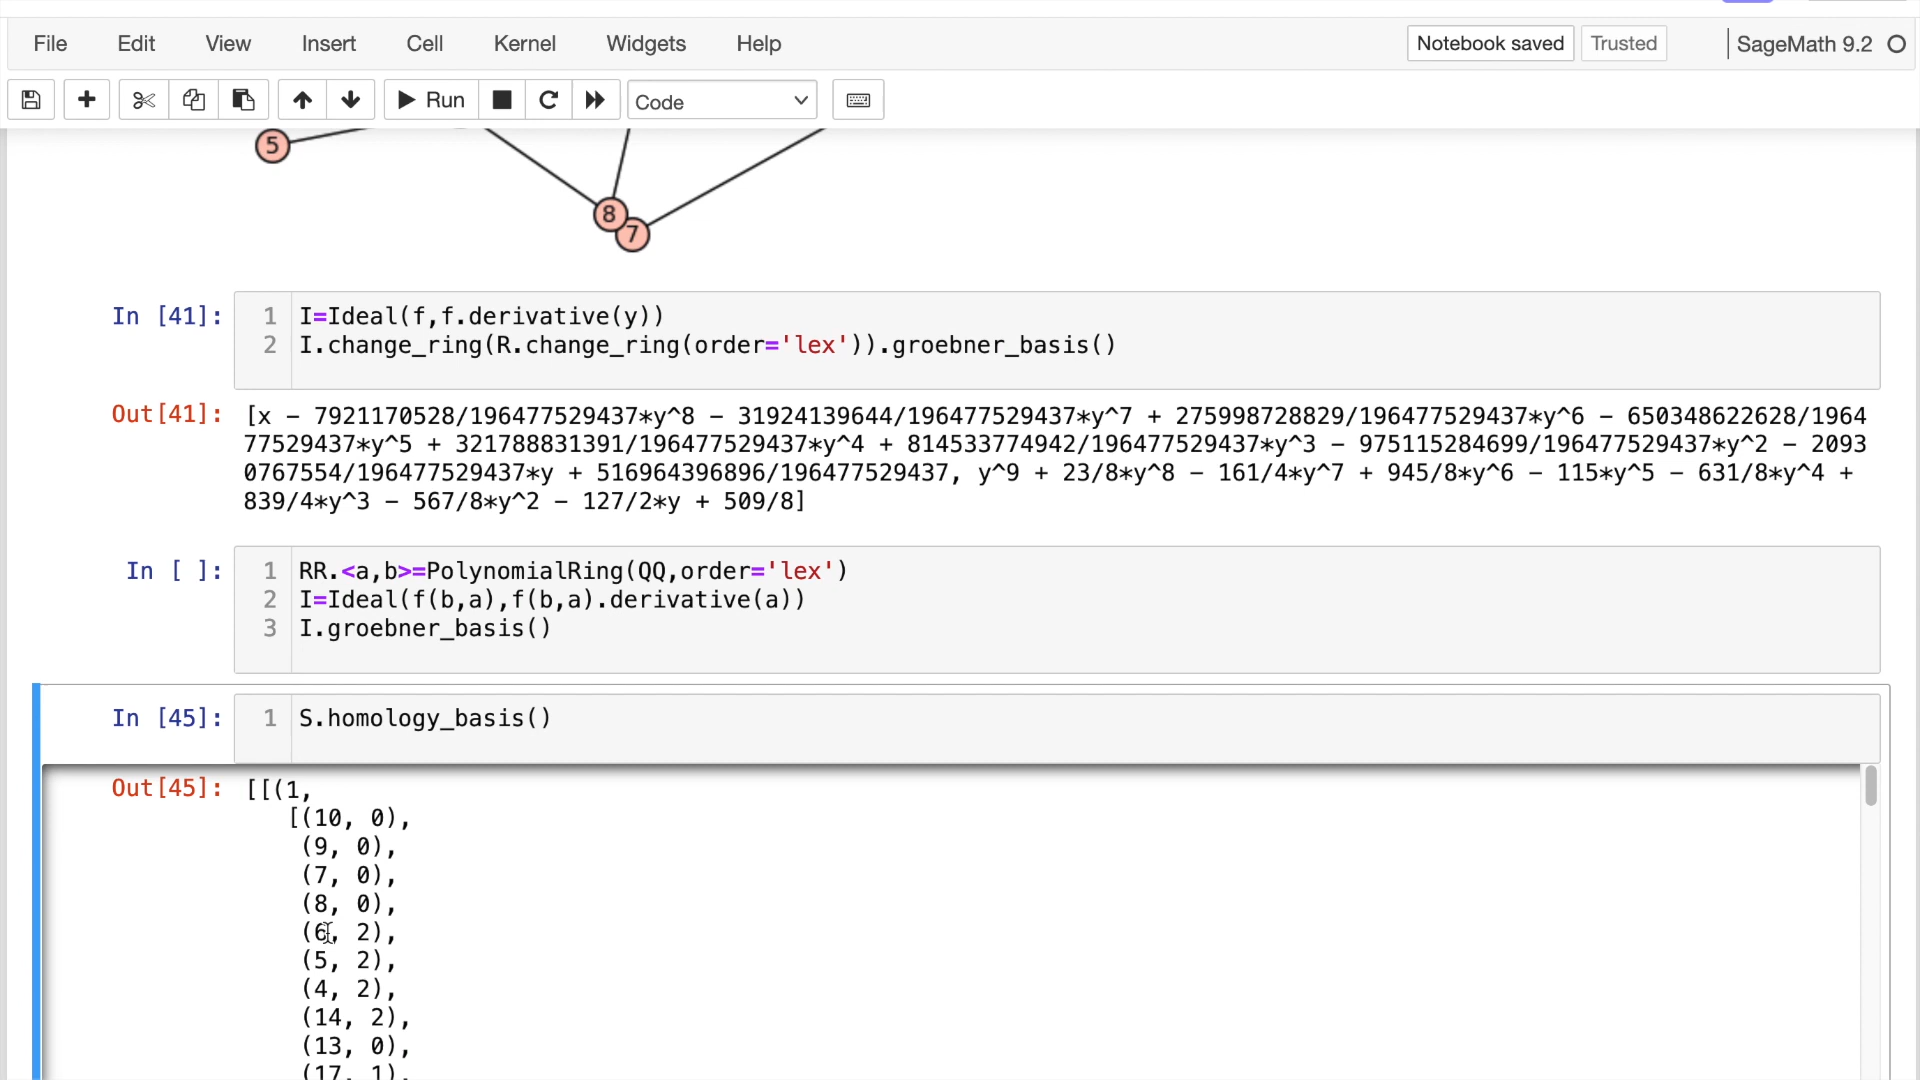 File Edit View Insert Cell Kernel Widgets Help Notebook saved Trusted SageMath 9.2
Run Code
5
8
7
In [41]: 1 I=Ideal(f,f.derivative(y))
2 I.change_ring(R.change_ring(order='lex')).groebner_basis()
Out[41]: [x - 7921170528/196477529437*y^8 - 31924139644/196477529437*y^7 + 275998728829/196477529437*y^6 - 650348622628/1964
77529437*y^5 + 321788831391/196477529437*y^4 + 814533774942/196477529437*y^3 - 975115284699/196477529437*y^2 - 2093
0767554/196477529437*y + 516964396896/196477529437, y^9 + 23/8*y^8 - 161/4*y^7 + 945/8*y^6 - 115*y^5 - 631/8*y^4 +
839/4*y^3 - 567/8*y^2 - 127/2*y + 509/8]
In [ ]: 1 RR.<a,b>=PolynomialRing(QQ,order='lex')
2 I=Ideal(f(b,a),f(b,a).derivative(a))
3 I.groebner_basis()
In [45]: 1 S.homology_basis()
Out[45]: [[(1,
[(10, 0),
(9, 0),
(7, 0),
(8, 0),
(6, 2),
(5, 2),
(4, 2),
(14, 2),
(13, 0),
(17, 1),